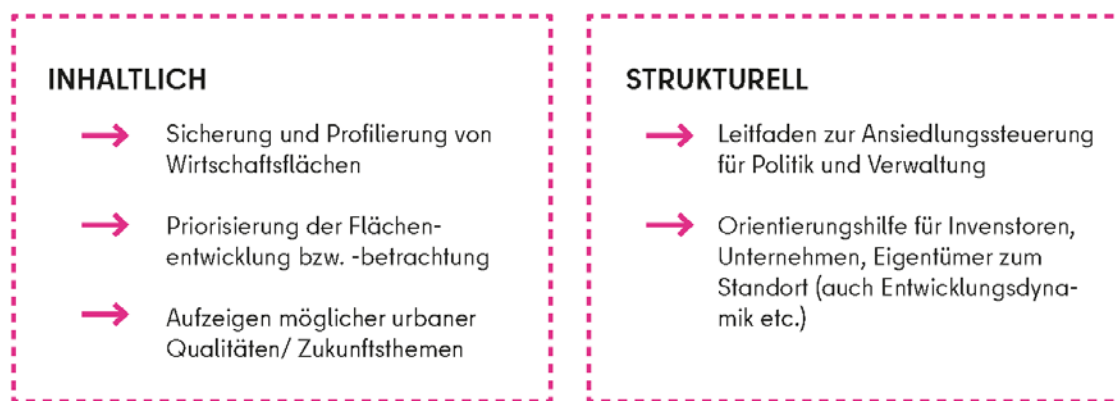 INHALTLICH
Sicherung und Profilierung von
Wirtschaftsflächen
Priorisierung der Flächen-
entwicklung bzw. -betrachtung
Aufzeigen möglicher urbaner
Qualitäten/ Zukunftsthemen
STRUKTURELL
Leitfaden zur Ansiedlungssteuerung
für Politik und Verwaltung
Orientierungshilfe für Invenstoren,
Unternehmen, Eigentümer zum
Standort (auch Entwicklungsdyna-
mik etc.)